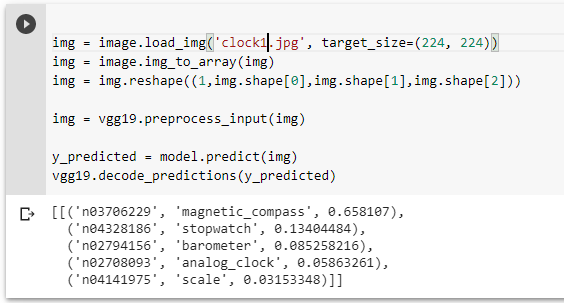 img = image.load_img('clock1.jpg', target_size=(224, 224))
img = image.img_to_array(img)
img = img.reshape((1,img.shape[0],img.shape[1],img.shape[2]))
img = vgg19.preprocess_input(img)
y_predicted = model.predict(img)
vgg19.decode_predictions(y_predicted)
[[('n03706229', 'magnetic_compass', 0.658107),
('n04328186', 'stopwatch', 0.13404484),
('n02794156', 'barometer', 0.085258216),
('n02708093', 'analog_clock', 0.05863261),
('n04141975', 'scale', 0.03153348)]]